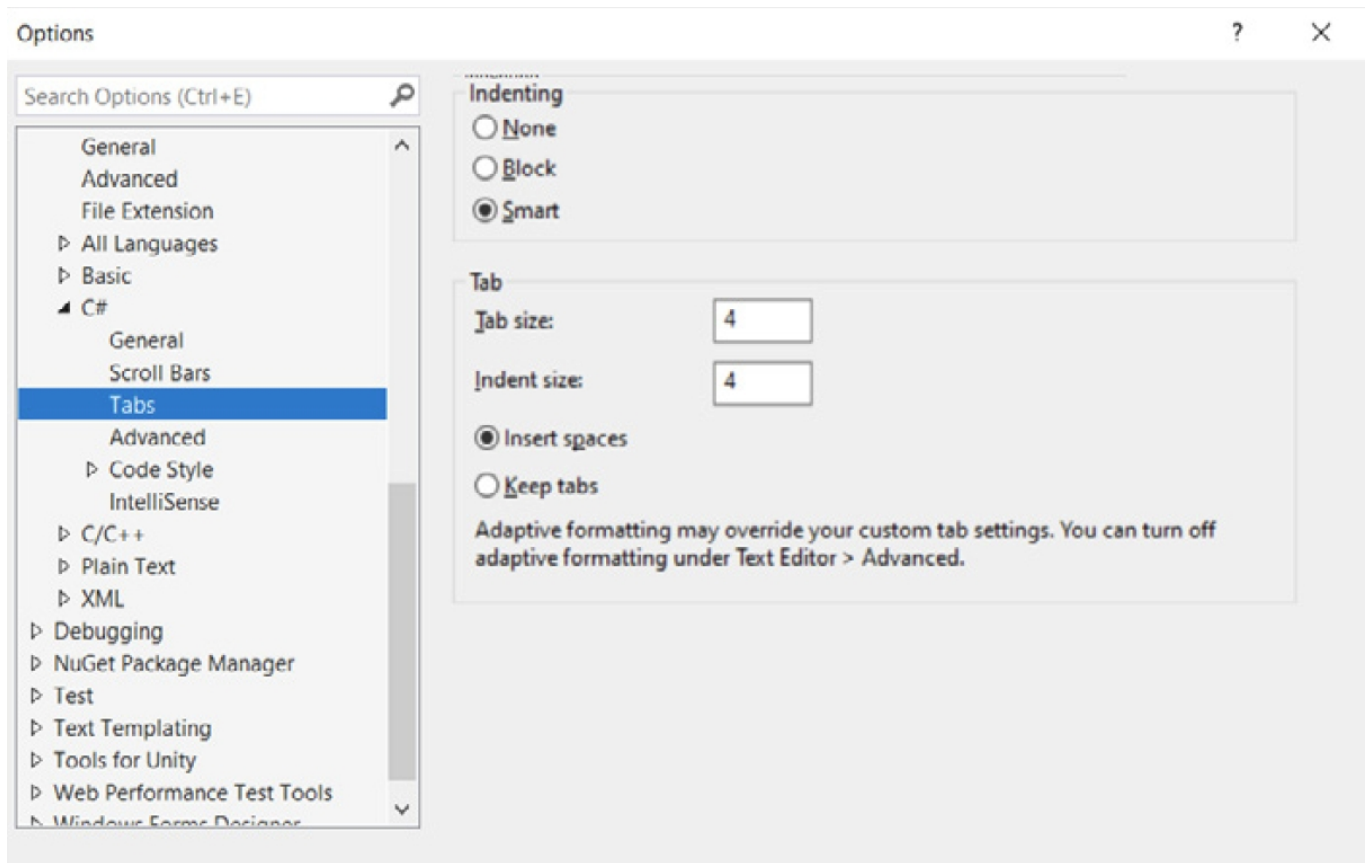 Options
?
Search Options (Ctrl+E)
General
Advanced
File Extension
All Languages
Basic
C#
General
Scroll Bars
Tabs
Advanced
Code Style
IntelliSense
C/C++
Plain Text
XML
Debugging
NuGet Package Manager
Test
Text Templating
Tools for Unity
Web Performance Test Tools
Windows Forms Designer
Indenting
None
Block
Smart
Tab
Tab size:
4
Indent size:
4
Insert spaces
Keep tabs
Adaptive formatting may override your custom tab settings. You can turn off
adaptive formatting under Text Editor > Advanced.